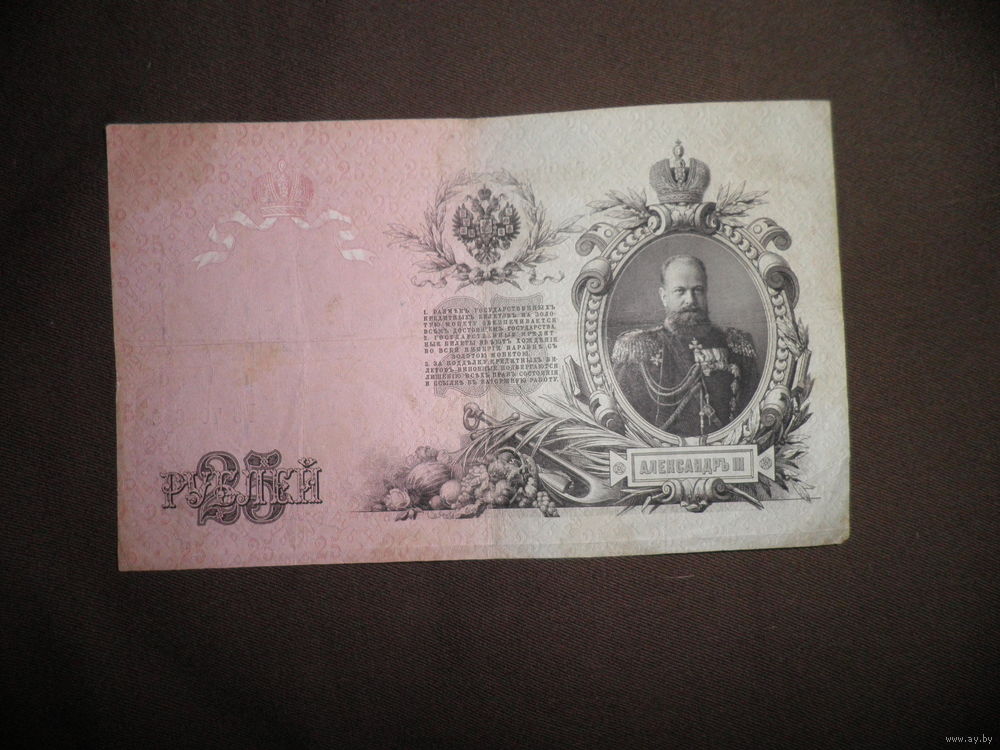 1. РАЗМѢНЪ ГОСУДАРСТВЕННЫХЪ
КРЕДИТНЫХЪ БИЛЕТОВЪ НА ЗОЛО-
ТУЮ МОНЕТУ ОБЕЗПЕЧИВАЕТСЯ
ВСѢМЪ ДОСТОЯНІЕМЪ ГОСУДАРСТВА.
2. ГОСУДАРСТВЕННЫЕ КРЕДИТ-
НЫЕ БИЛЕТЫ ИМѢЮТЪ ХОЖДЕНІЕ
ВО ВСЕЙ ИМПЕРІИ НАРАВНѢ СЪ
ЗОЛОТОЮ МОНЕТОЮ.
3. ЗА ПОДДѢЛКУ КРЕДИТНЫХЪ БИ-
ЛЕТОВЪ ВИНОВНЫЕ ПОДВЕРГАЮТСЯ
ЛИШЕНІЮ ВСѢХЪ ПРАВЪ СОСТОЯНІЯ
И ССЫЛКѢ ВЪ КАТОРЖНУЮ РАБОТУ.
25
РУБЛЕЙ
АЛЕКСАНДРЪ III
www.ay.by